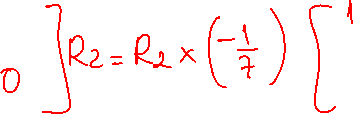 0 ] R2 = R2 × (-1/7) [ 1